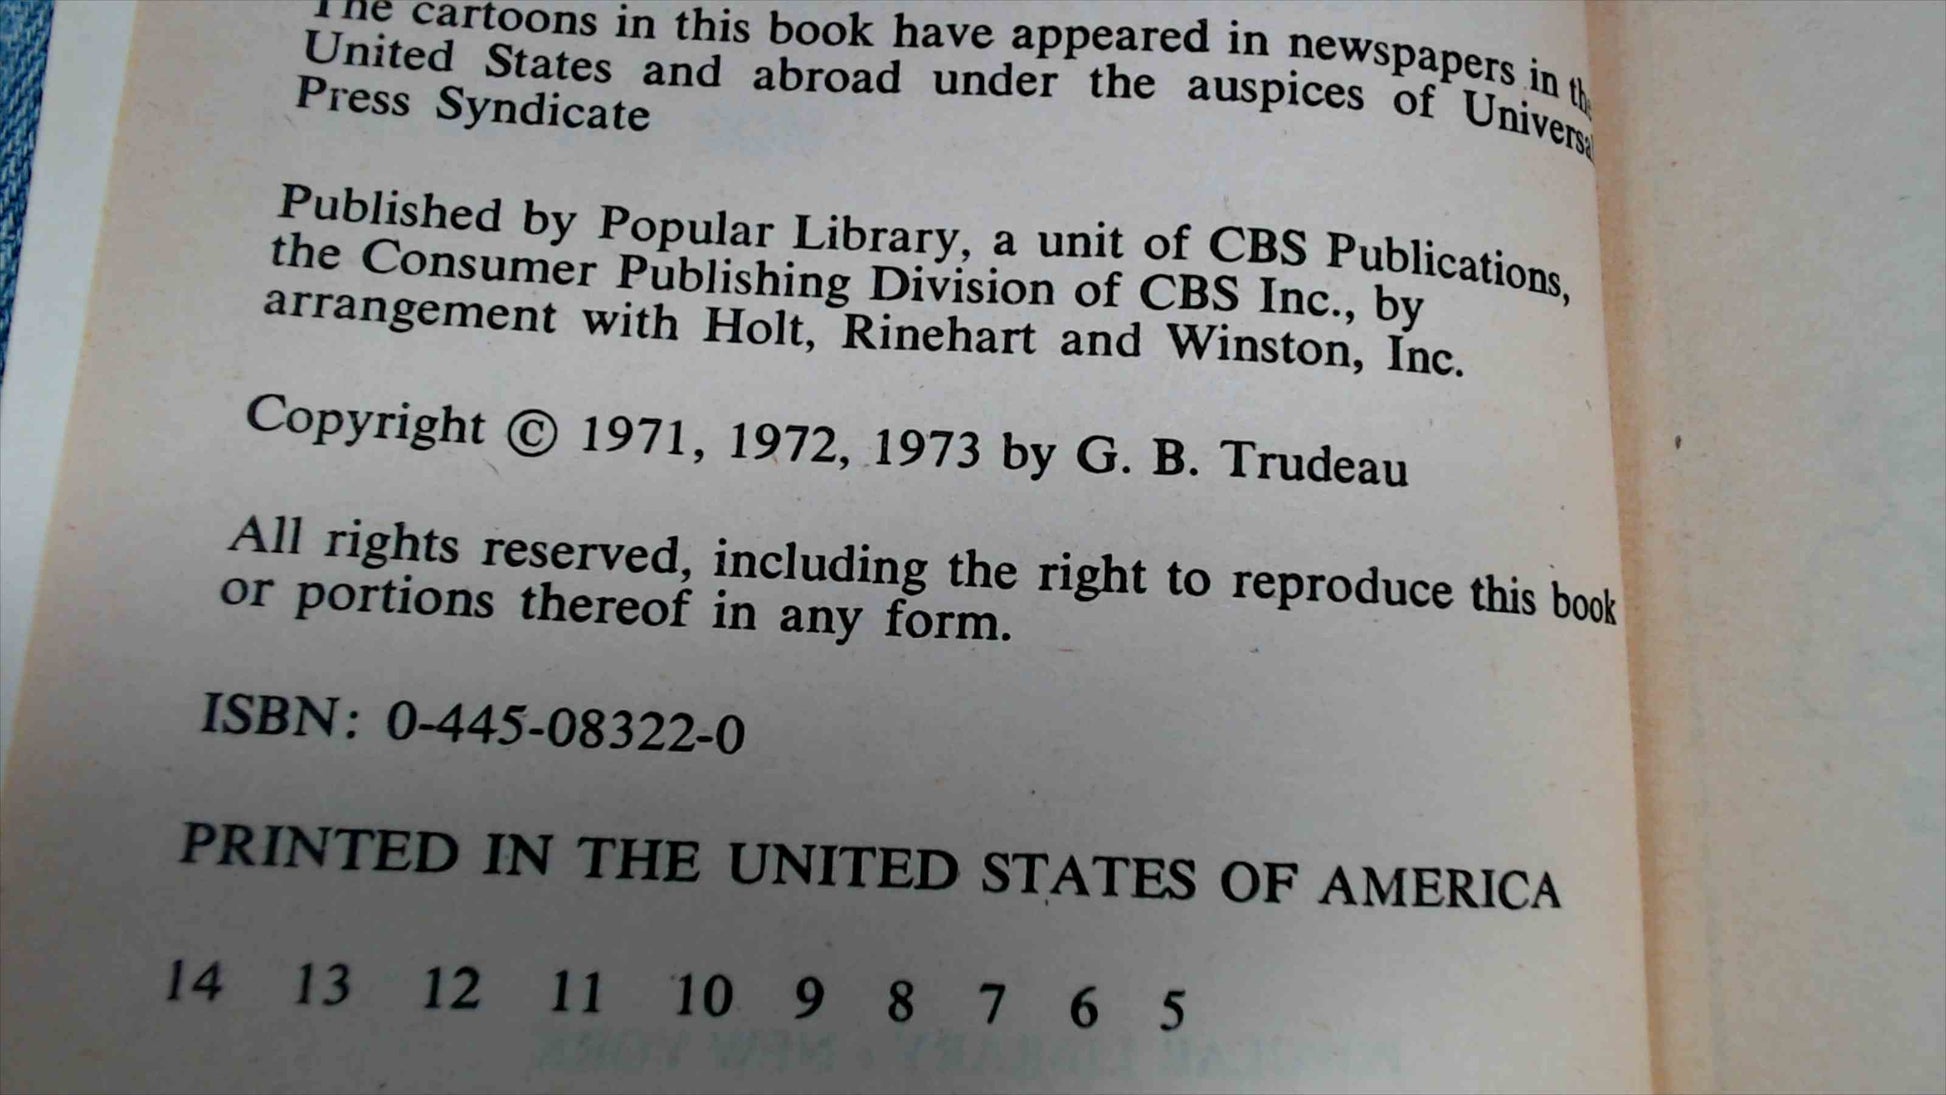 The cartoons in this book have appeared in newspapers in the
United States and abroad under the auspices of Universal
Press Syndicate
Published by Popular Library, a unit of CBS Publications,
the Consumer Publishing Division of CBS Inc., by
arrangement with Holt, Rinehart and Winston, Inc.
Copyright © 1971, 1972, 1973 by G. B. Trudeau
All rights reserved, including the right to reproduce this book
or portions thereof in any form.
ISBN: 0-445-08322-0
PRINTED IN THE UNITED STATES OF AMERICA
14 13 12 11 10 9 8 7 6 5